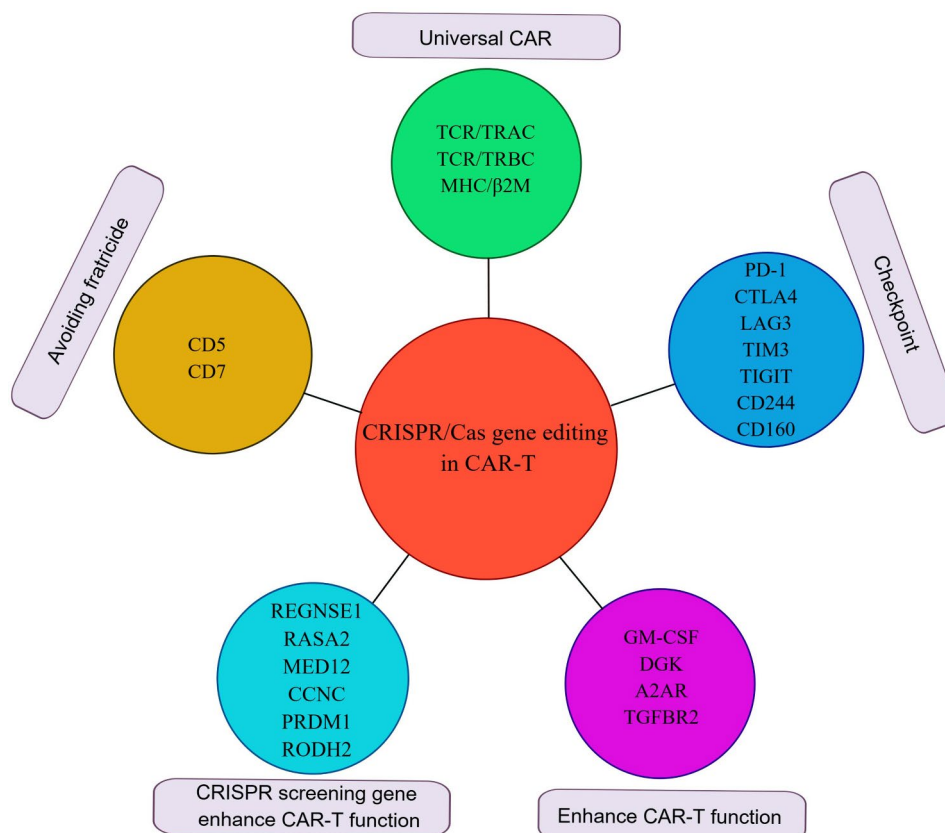 Universal CAR
TCR/TRAC
TCR/TRBC
MHC/β2M
Checkpoint
PD-1
CTLA4
LAG3
TIM3
TIGIT
CD244
CD160
Avoiding fratricide
CD5
CD7
CRISPR/Cas gene editing
in CAR-T
REGNSE1
RASA2
MED12
CCNC
PRDM1
RODH2
CRISPR screening gene
enhance CAR-T function
GM-CSF
DGK
A2AR
TGFBR2
Enhance CAR-T function